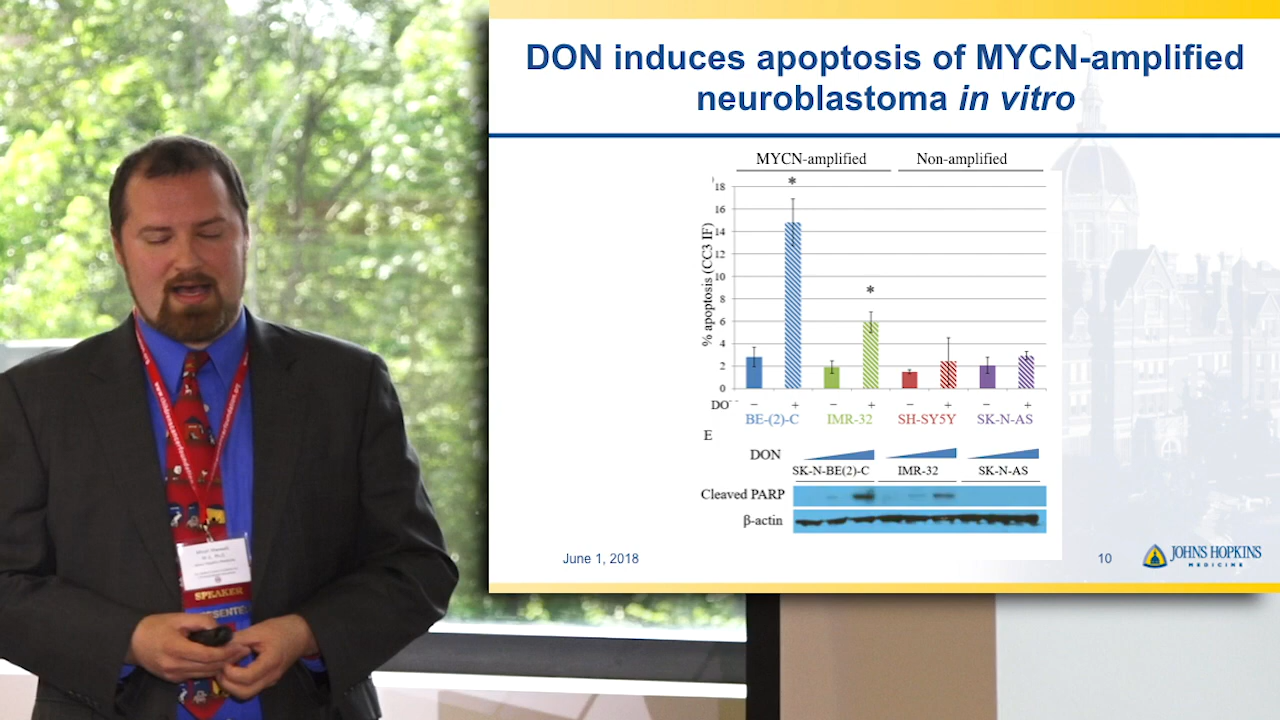 DON induces apoptosis of MYCN-amplified
neuroblastoma in vitro
MYCN-amplified Non-amplified
* *
% apoptosis (CC3 IF)
18
16
14
12
10
8
6
4
2
0
− + − + − + − +
BE-(2)-C IMR-32 SH-SY5Y SK-N-AS
E
DON
SK-N-BE(2)-C IMR-32 SK-N-AS
Cleaved PARP
β-actin
June 1, 2018
10
JOHNS HOPKINS
MEDICINE
SPEAKER